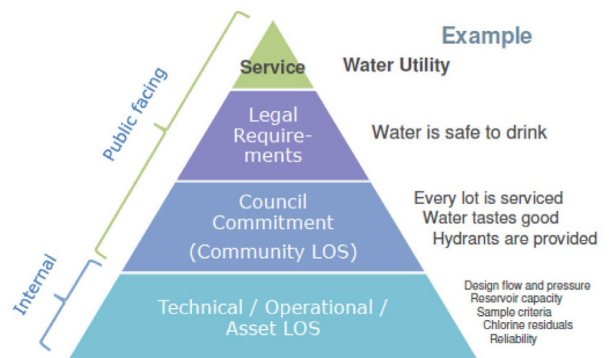 Example
Service
Water Utility
Public facing
Legal
Require-
ments
Water is safe to drink
Council
Commitment
(Community LOS)
Every lot is serviced
Water tastes good
Hydrants are provided
Internal
Technical / Operational /
Asset LOS
Design flow and pressure
Reservoir capacity
Sample criteria
Chlorine residuals
Reliability